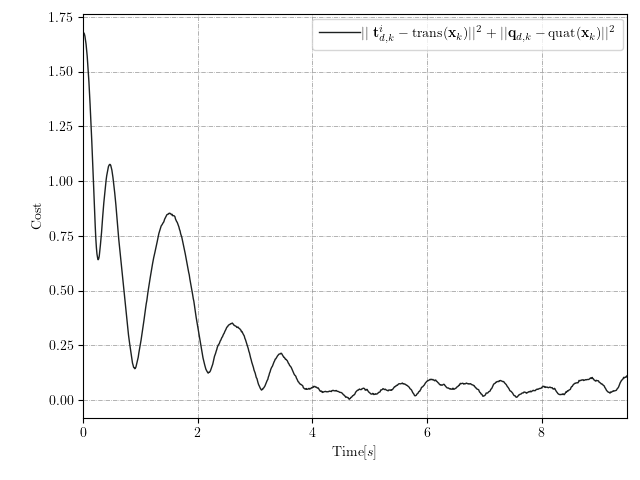 || t^i_{d,k} − trans(x_k)||^2 + ||q_{d,k} − quat(x_k)||^2
1.75
1.50
1.25
1.00
0.75
0.50
0.25
0.00
Cost
0 2 4 6 8
Time[s]